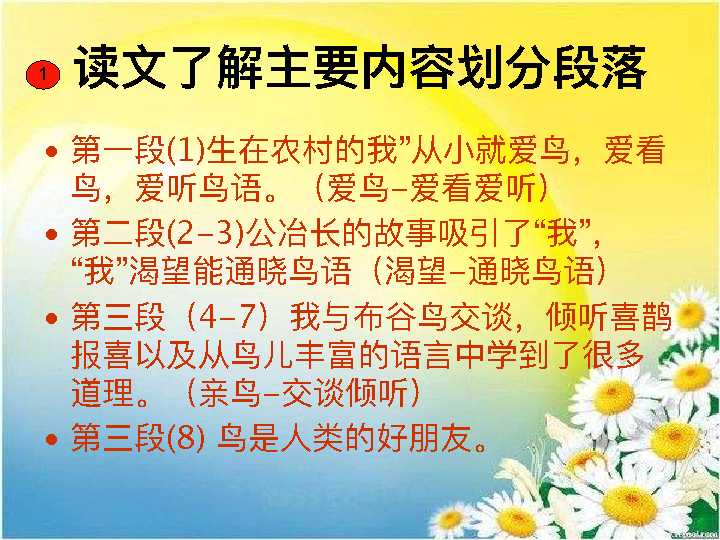 1
读文了解主要内容划分段落
• 第一段(1)生在农村的我”从小就爱鸟，爱看
鸟，爱听鸟语。（爱鸟-爱看爱听）
• 第二段(2-3)公冶长的故事吸引了“我”，
“我”渴望能通晓鸟语（渴望-通晓鸟语）
• 第三段（4-7）我与布谷鸟交谈，倾听喜鹊
报喜以及从鸟儿丰富的语言中学到了很多
道理。（亲鸟-交谈倾听）
• 第三段(8) 鸟是人类的好朋友。